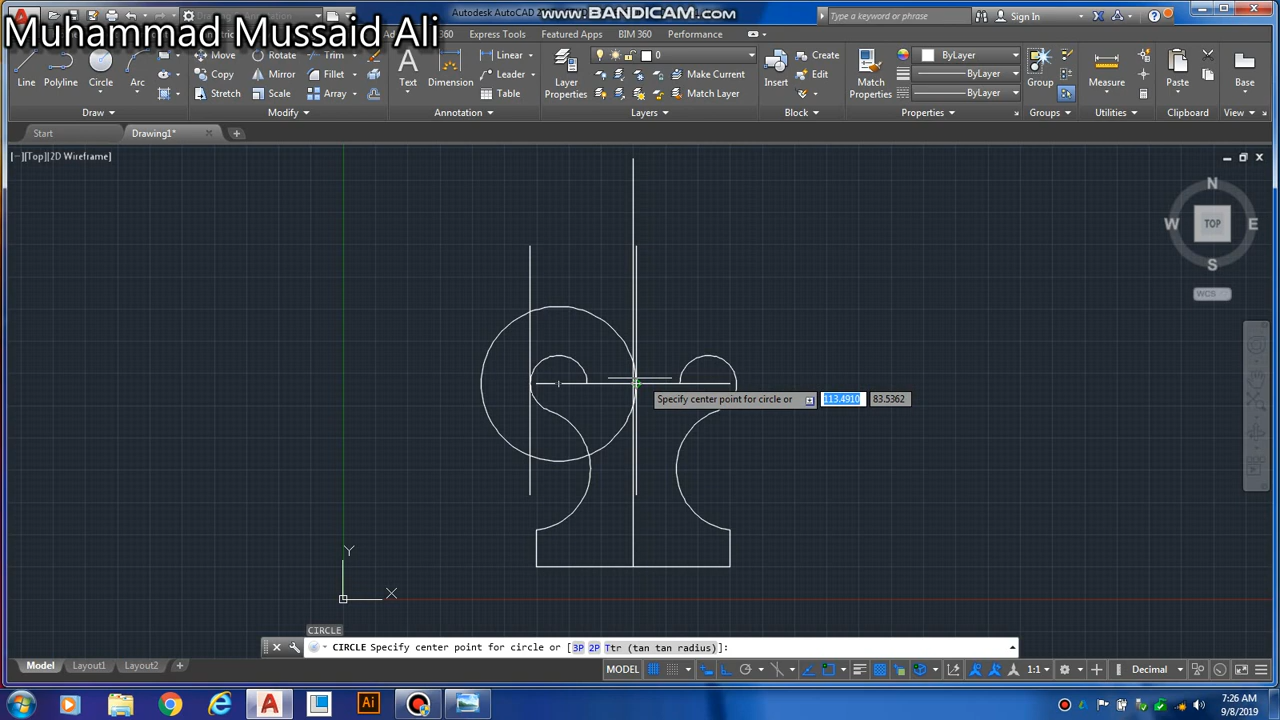 Autodesk AutoCAD 2
www.BANDICAM.com
Type a keyword or phrase
Sign In
Muhammad Mussaid Ali
360
Express Tools
Featured Apps
BIM 360
Performance
Line
Polyline
Circle
Arc
Move
Rotate
Trim
Copy
Mirror
Fillet
Stretch
Scale
Array
Text
Dimension
Linear
Leader
Table
Layer Properties
0
Make Current
Match Layer
Insert
Create
Edit
Match Properties
ByLayer
ByLayer
ByLayer
Group
Measure
Paste
Base
Draw
Modify
Annotation
Layers
Block
Properties
Groups
Utilities
Clipboard
View
Start
Drawing1*
[−][Top][2D Wireframe]
N
W
TOP
E
S
WCS
Specify center point for circle or
113.4910
83.5362
Y
X
CIRCLE
CIRCLE Specify center point for circle or [3P 2P Ttr (tan tan radius)]:
Model
Layout1
Layout2
MODEL
1:1
Decimal
Ai
7:26 AM
9/8/2019